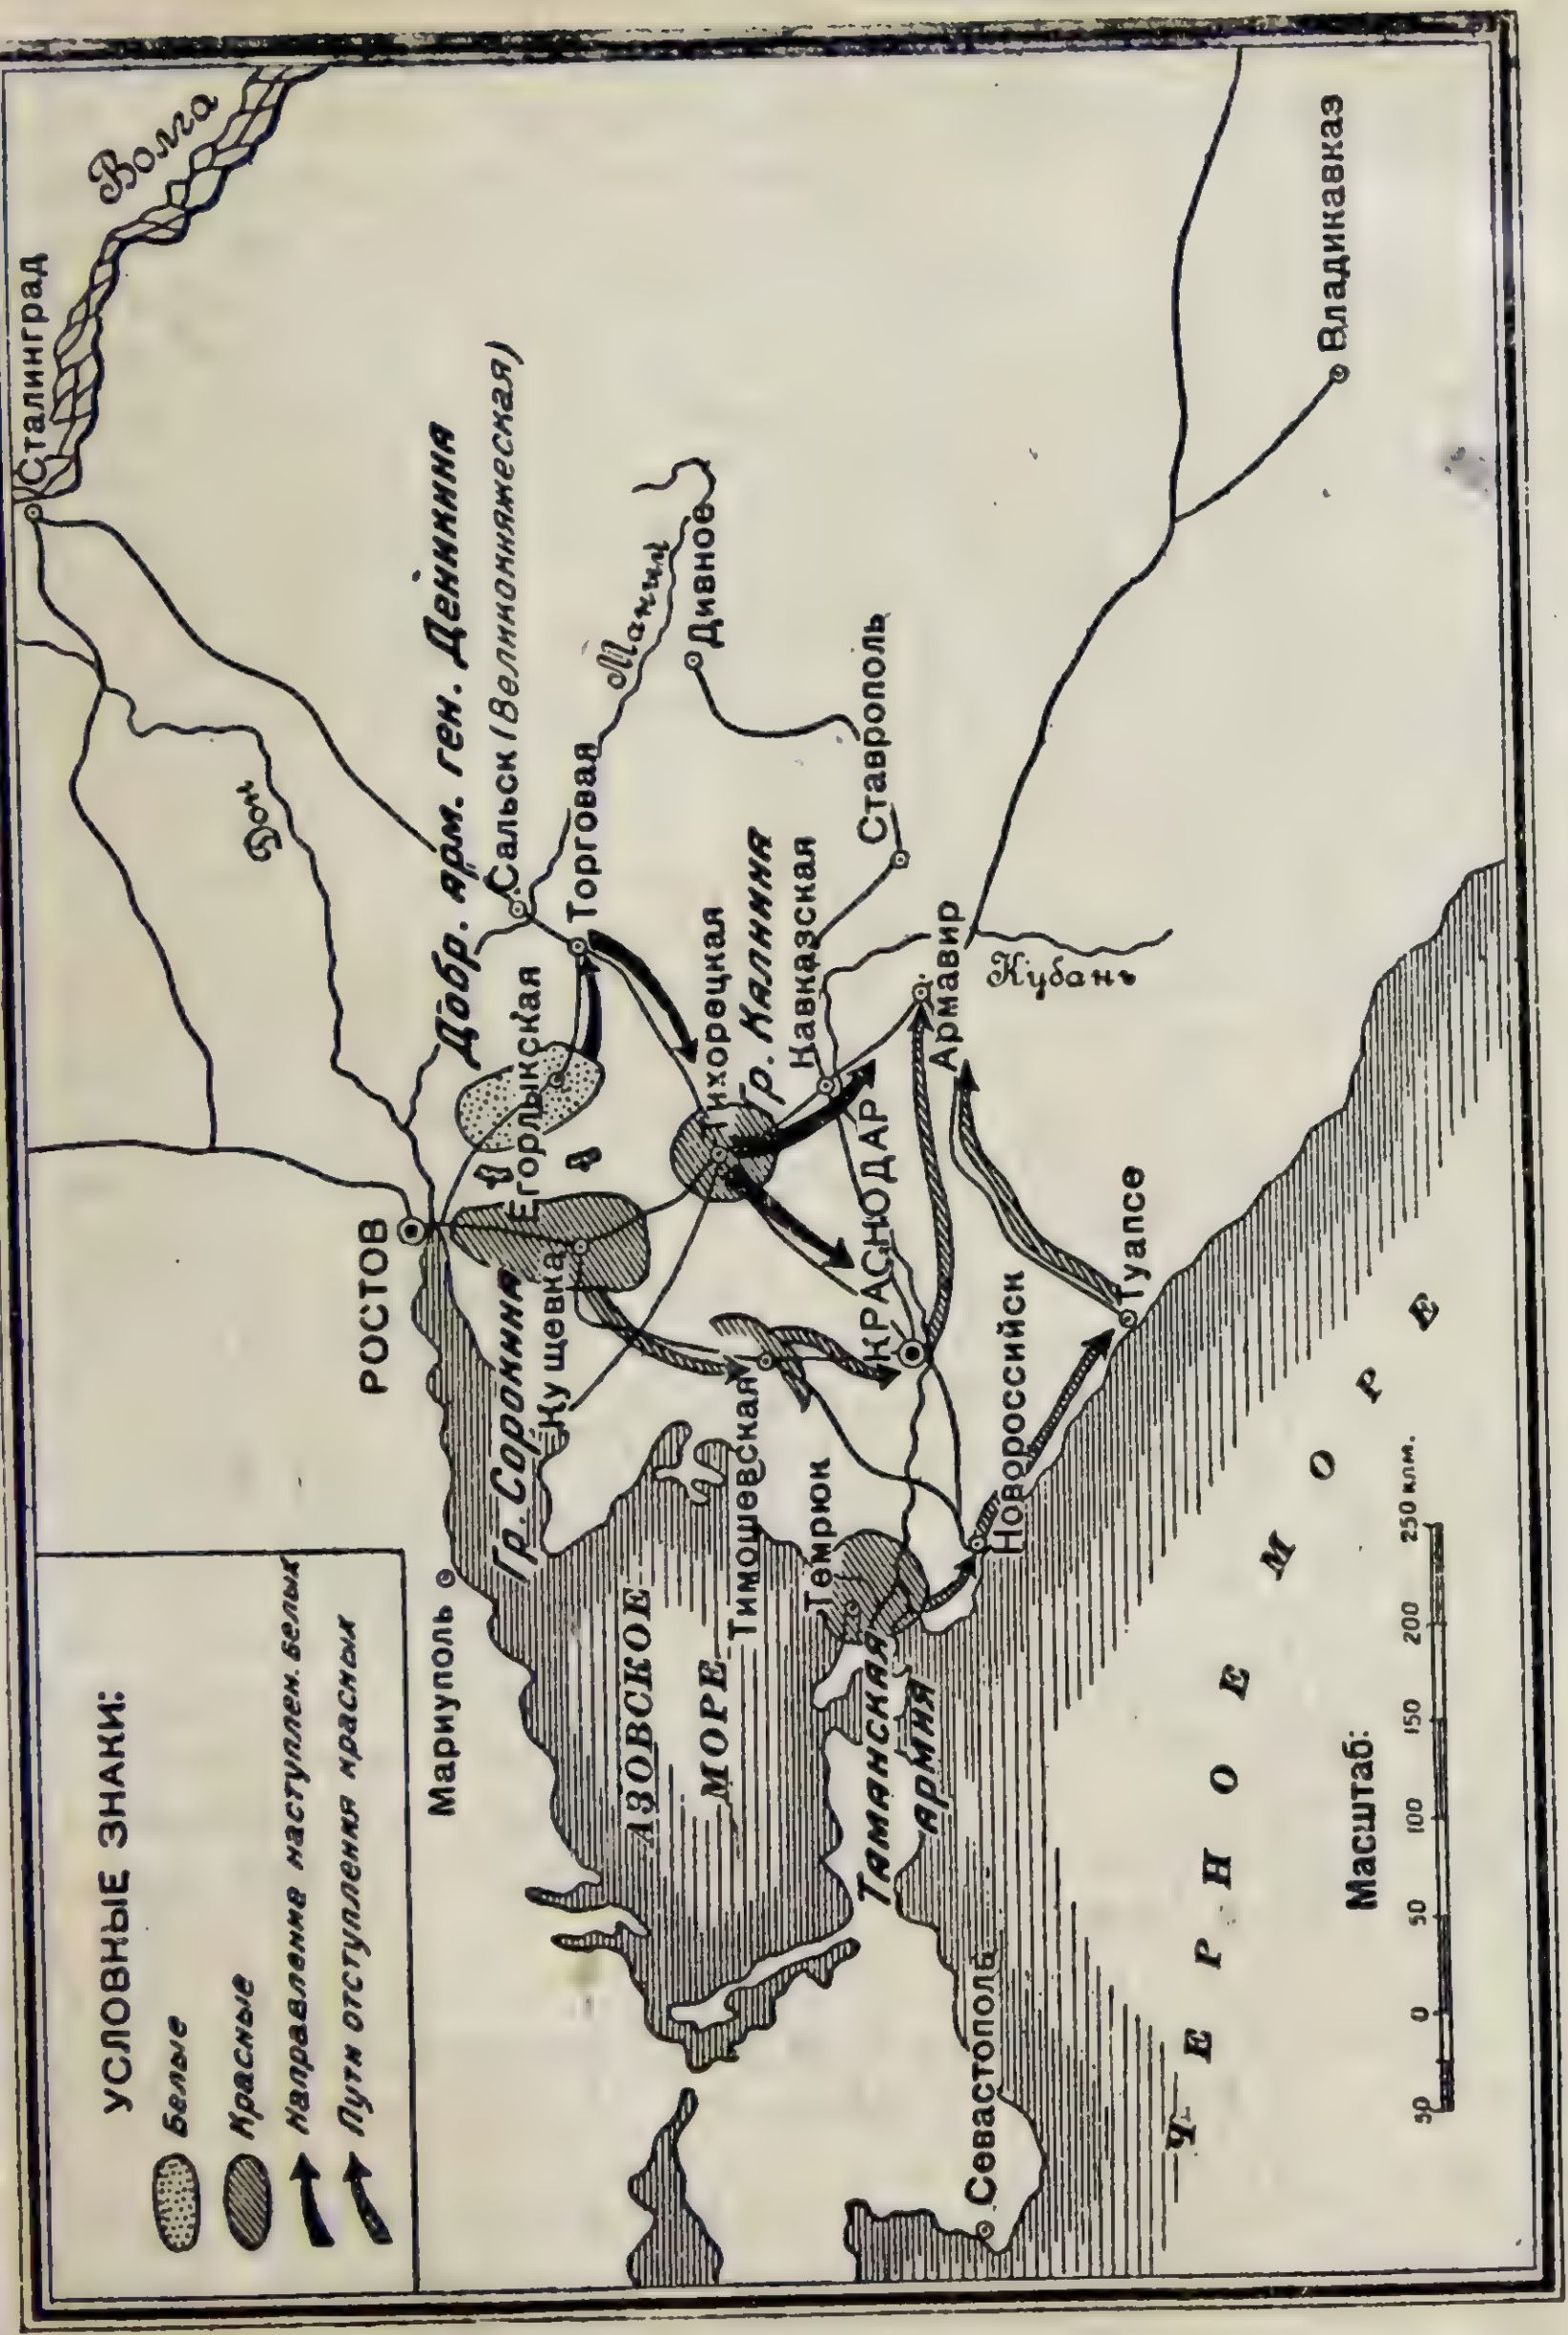 УСЛОВНЫЕ ЗНАКИ:
Белые
Красные
Направление наступлен. белых
Пути отступления красных
Сталинград
Волга
Дон
РОСТОВ
Мариуполь
Добр. арм. ген. Деникина
Сальск (Великокняжеская)
Егорлыкская
Торговая
Маныч
Дивное
Гр. Сорокина
Кущевка
Тихорецкая
Гр. Калнина
Кавказская
Ставрополь
АЗОВСКОЕ
МОРЕ
Тимошевская
КРАСНОДАР
Армавир
Кубань
Темрюк
Таманская
армия
Новороссийск
Туапсе
Владикавказ
Севастополь
ЧЕРНОЕ МОРЕ
Масштаб:
50 0 50 100 150 200 250 клм.